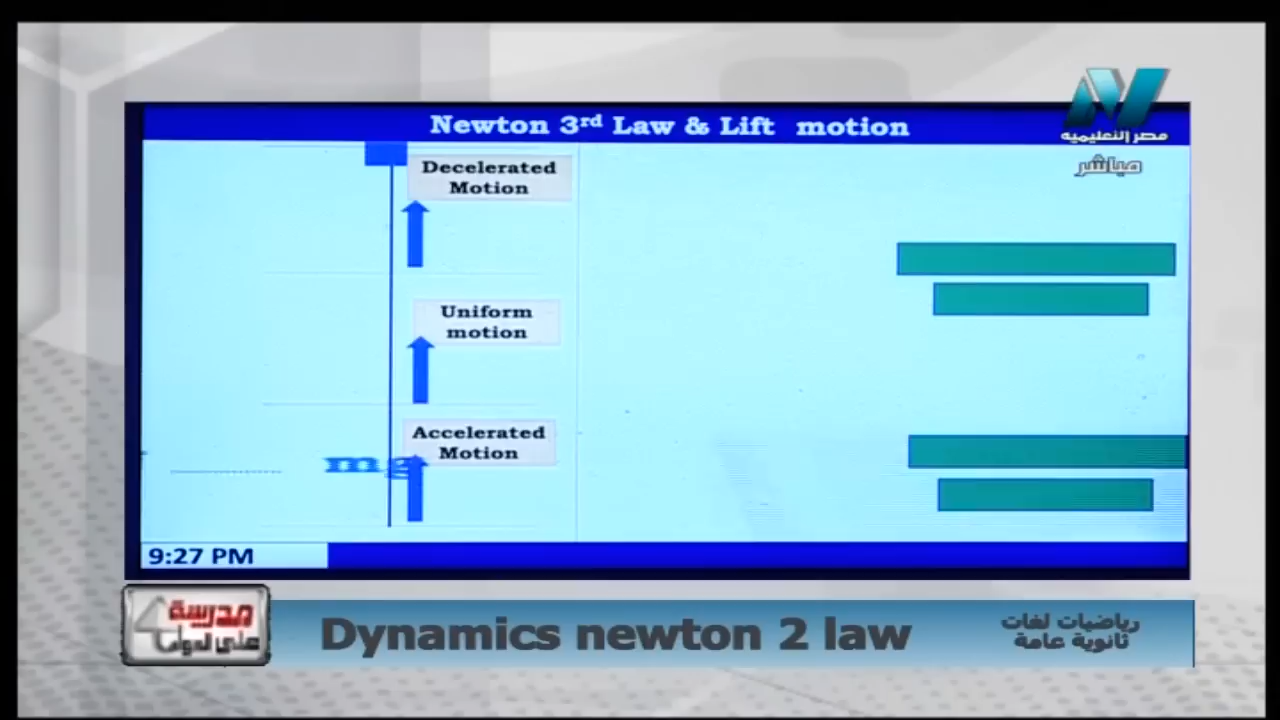 Newton 3rd Law & Lift motion
مصر التعليمية
مباشر
Decelerated
Motion
Uniform
motion
Accelerated
Motion
mg
9:27 PM
مدرسة
على الهواء
Dynamics newton 2 law
رياضيات لغات
ثانوية عامة